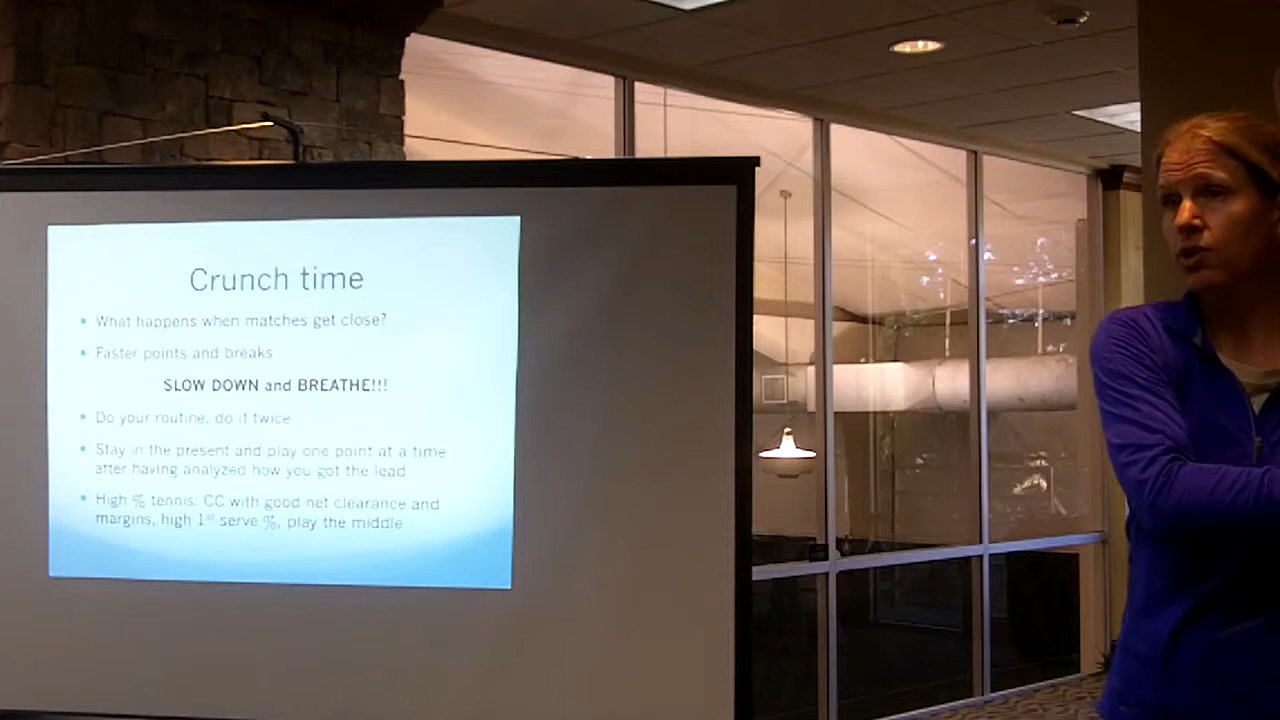 Crunch time
• What happens when matches get close?
• Faster points and breaks
SLOW DOWN and BREATHE!!!
• Do your routine, do it twice
• Stay in the present and play one point at a time
after having analyzed how you got the lead
• High % tennis: CC with good net clearance and
margins, high 1st serve %, play the middle